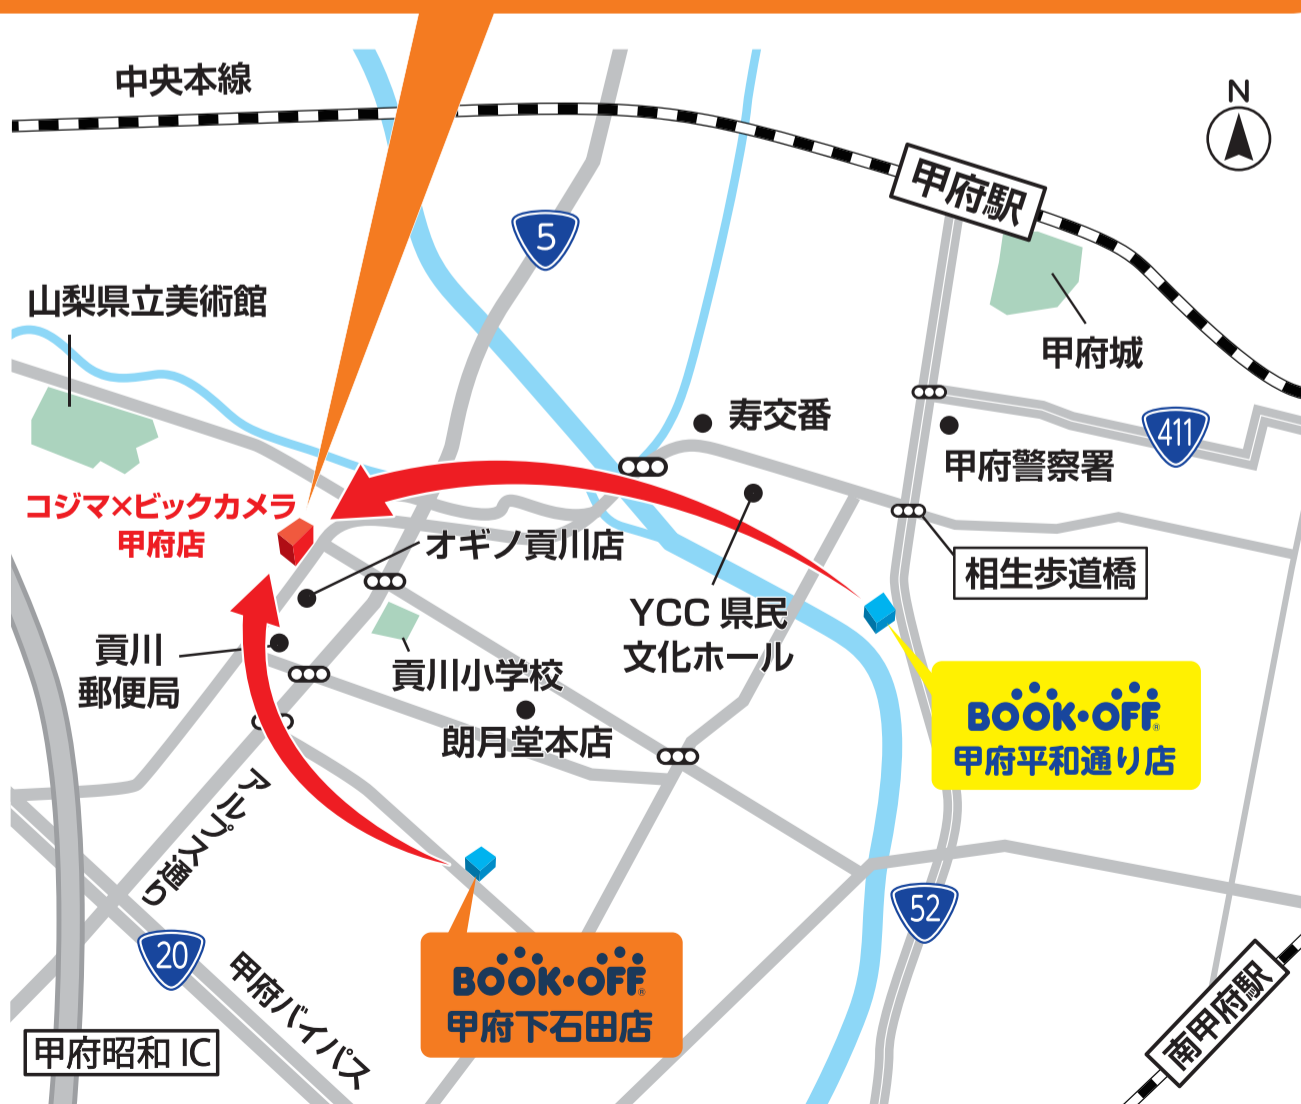 中央本線
N
甲府駅
5
山梨県立美術館
甲府城
寿交番
411
甲府警察署
コジマ×ビックカメラ
甲府店
オギノ貢川店
相生歩道橋
YCC 県民
文化ホール
貢川
郵便局
貢川小学校
朗月堂本店
BOOK・OFF®
甲府平和通り店
アルプス通り
52
20
甲府バイパス
BOOK・OFF®
甲府下石田店
南甲府駅
甲府昭和 IC